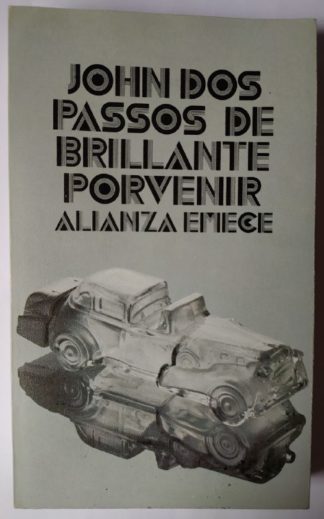 JOHN DOS
PASSOS DE
BRILLANTE
PORVENIR
ALIANZA EMECE